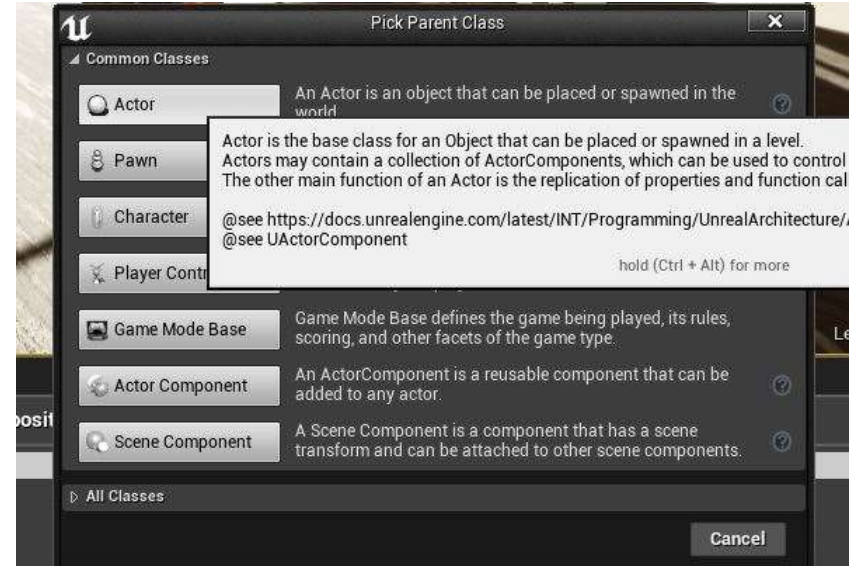 Pick Parent Class
Common Classes
Actor
An Actor is an object that can be placed or spawned in the
world
Actor is the base class for an Object that can be placed or spawned in a level.
Actors may contain a collection of ActorComponents, which can be used to control
The other main function of an Actor is the replication of properties and function cal
@see https://docs.unrealengine.com/latest/INT/Programming/UnrealArchitecture/
@see UActorComponent
hold (Ctrl + Alt) for more
Pawn
Character
Player Contr
Game Mode Base
Game Mode Base defines the game being played, its rules,
scoring, and other facets of the game type.
Actor Component
An ActorComponent is a reusable component that can be
added to any actor.
Scene Component
A Scene Component is a component that has a scene
transform and can be attached to other scene components.
All Classes
Cancel
Le
posit